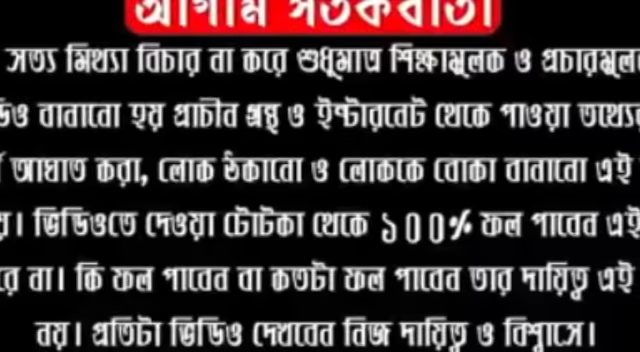 আগাম সতর্কবার্তা
সত্য মিথ্যা বিচার না করে শুধুমাত্র শিক্ষামূলক ও প্রচারমূলক
বানানো হয় প্রাচীন গ্রন্থ ও ইন্টারনেট থেকে পাওয়া তথ্যের
আঘাত করা, লোক ঠকানো ও লোককে বোকা বানানো এই
। ভিডিওতে দেওয়া টোটকা থেকে ১০০% ফল পাবেন এই
না। কি ফল পাবেন বা কতটা ফল পাবেন তার দায়িত্ব এই
নয়। প্রতিটা ভিডিও দেখবেন নিজ দায়িত্ব ও বিশ্বাসে।